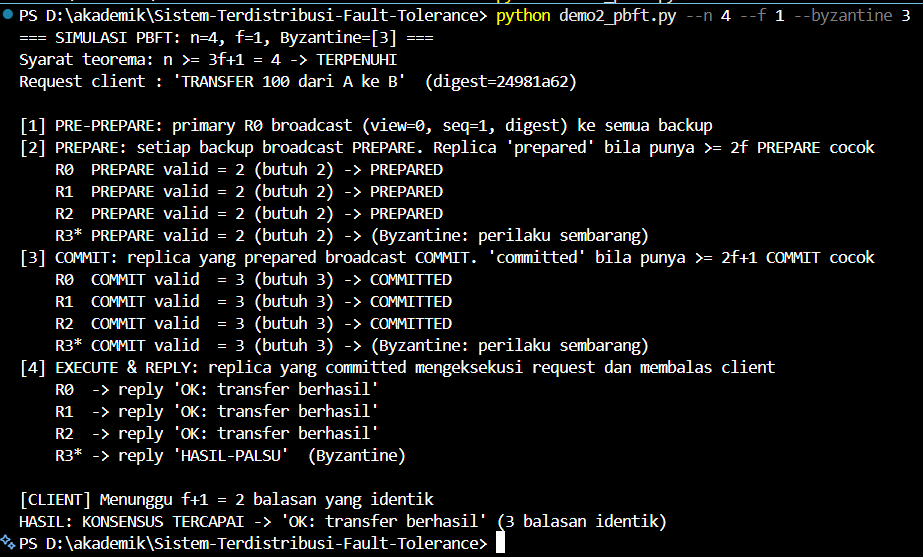 PS D:\akademik\Sistem-Terdistribusi-Fault-Tolerance> python demo2_pbft.py --n 4 --f 1 --byzantine 3
=== SIMULASI PBFT: n=4, f=1, Byzantine=[3] ===
Syarat teorema: n >= 3f+1 = 4 -> TERPENUHI
Request client : 'TRANSFER 100 dari A ke B'  (digest=24981a62)

[1] PRE-PREPARE: primary R0 broadcast (view=0, seq=1, digest) ke semua backup
[2] PREPARE: setiap backup broadcast PREPARE. Replica 'prepared' bila punya >= 2f PREPARE cocok
    R0  PREPARE valid = 2 (butuh 2) -> PREPARED
    R1  PREPARE valid = 2 (butuh 2) -> PREPARED
    R2  PREPARE valid = 2 (butuh 2) -> PREPARED
    R3* PREPARE valid = 2 (butuh 2) -> (Byzantine: perilaku sembarang)
[3] COMMIT: replica yang prepared broadcast COMMIT. 'committed' bila punya >= 2f+1 COMMIT cocok
    R0  COMMIT valid  = 3 (butuh 3) -> COMMITTED
    R1  COMMIT valid  = 3 (butuh 3) -> COMMITTED
    R2  COMMIT valid  = 3 (butuh 3) -> COMMITTED
    R3* COMMIT valid  = 3 (butuh 3) -> (Byzantine: perilaku sembarang)
[4] EXECUTE & REPLY: replica yang committed mengeksekusi request dan membalas client
    R0  -> reply 'OK: transfer berhasil'
    R1  -> reply 'OK: transfer berhasil'
    R2  -> reply 'OK: transfer berhasil'
    R3* -> reply 'HASIL-PALSU'  (Byzantine)

[CLIENT] Menunggu f+1 = 2 balasan yang identik
HASIL: KONSENSUS TERCAPAI -> 'OK: transfer berhasil' (3 balasan identik)
PS D:\akademik\Sistem-Terdistribusi-Fault-Tolerance>